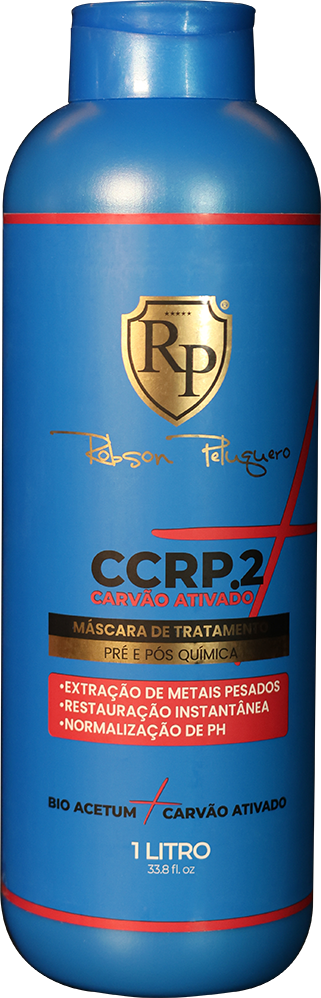 RP®
Robson Peluquero
CCRP.2
CARVÃO ATIVADO
MÁSCARA DE TRATAMENTO
PRÉ E PÓS QUÍMICA
•EXTRAÇÃO DE METAIS PESADOS
•RESTAURAÇÃO INSTANTÂNEA
•NORMALIZAÇÃO DE PH
BIO ACETUM + CARVÃO ATIVADO
1 LITRO
33.8 fl. oz